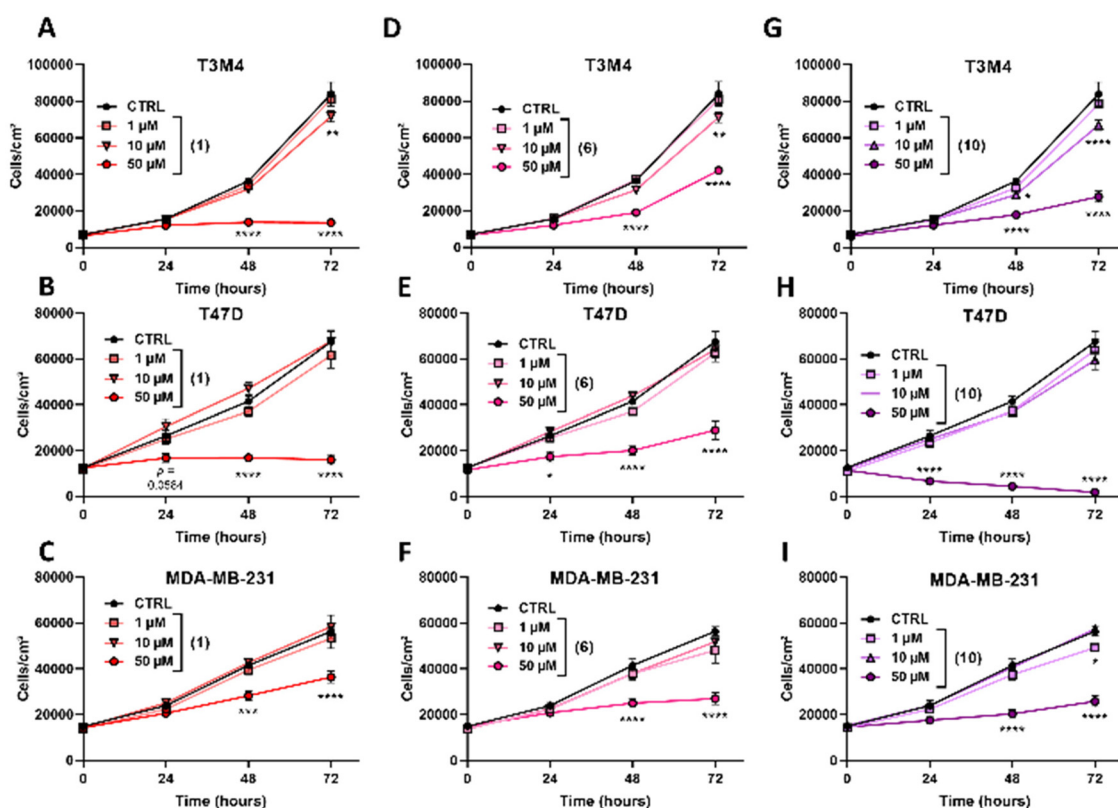 A
T3M4
Cells/cm²
100000
80000
60000
40000
20000
0
CTRL
1 µM
10 µM
50 µM
(1)
**
****
****
0 24 48 72
Time (hours)
D
T3M4
Cells/cm²
100000
80000
60000
40000
20000
0
CTRL
1 µM
10 µM
50 µM
(6)
**
****
****
0 24 48 72
Time (hours)
G
T3M4
Cells/cm²
100000
80000
60000
40000
20000
0
CTRL
1 µM
10 µM
50 µM
(10)
****
*
****
****
0 24 48 72
Time (hours)
B
T47D
Cells/cm²
80000
60000
40000
20000
0
CTRL
1 µM
10 µM
50 µM
(1)
p =
0.0584
****
****
0 24 48 72
Time (hours)
E
T47D
Cells/cm²
80000
60000
40000
20000
0
CTRL
1 µM
10 µM
50 µM
(6)
*
****
****
0 24 48 72
Time (hours)
H
T47D
Cells/cm²
80000
60000
40000
20000
0
CTRL
1 µM
10 µM
50 µM
(10)
****
****
****
0 24 48 72
Time (hours)
C
MDA-MB-231
Cells/cm²
80000
60000
40000
20000
0
CTRL
1 µM
10 µM
50 µM
(1)
***
****
0 24 48 72
Time (hours)
F
MDA-MB-231
Cells/cm²
80000
60000
40000
20000
0
CTRL
1 µM
10 µM
50 µM
(6)
****
****
0 24 48 72
Time (hours)
I
MDA-MB-231
Cells/cm²
80000
60000
40000
20000
0
CTRL
1 µM
10 µM
50 µM
(10)
*
****
****
0 24 48 72
Time (hours)